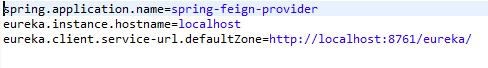 spring.application.name=spring-feign-provider
eureka.instance.hostname=localhost
eureka.client.service-url.defaultZone=http://localhost:8761/eureka/